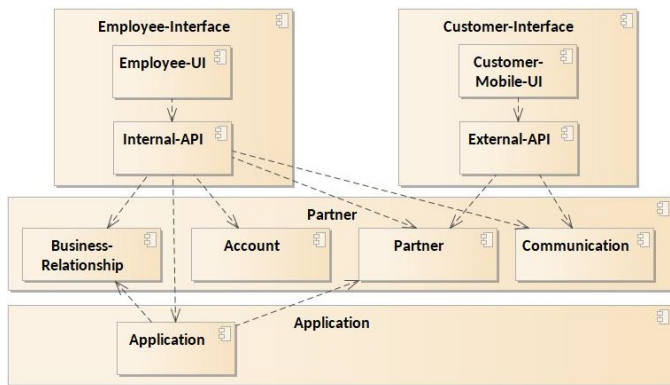 Employee-Interface
Employee-UI
Internal-API
Customer-Interface
Customer-
Mobile-UI
External-API
Partner
Business-
Relationship
Account
Partner
Communication
Application
Application